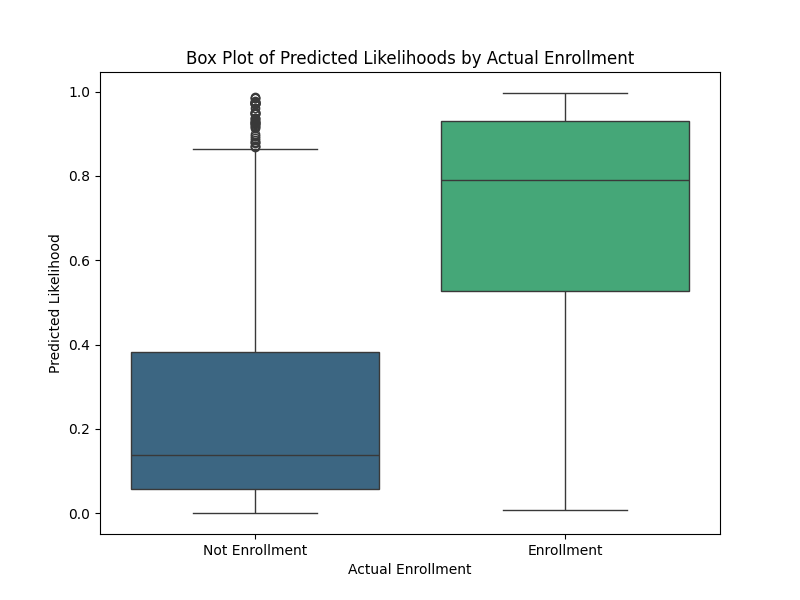 Box Plot of Predicted Likelihoods by Actual Enrollment
1.0
0.8
0.6
0.4
0.2
0.0
Predicted Likelihood
Not Enrollment
Enrollment
Actual Enrollment